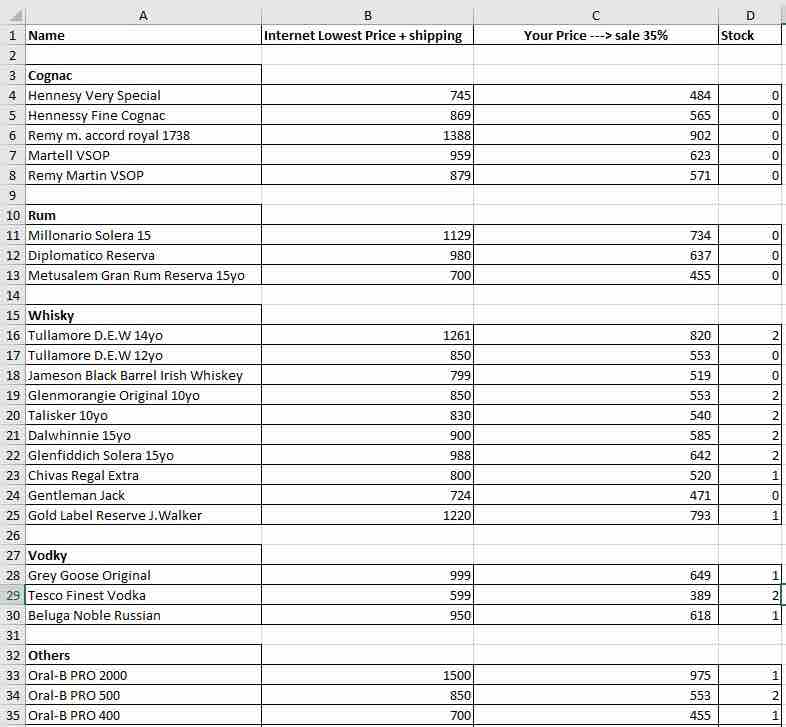 A B C D
1 Name Internet Lowest Price + shipping Your Price ---> sale 35% Stock
2
3 Cognac
4 Hennesy Very Special 745 484 0
5 Hennessy Fine Cognac 869 565 0
6 Remy m. accord royal 1738 1388 902 0
7 Martell VSOP 959 623 0
8 Remy Martin VSOP 879 571 0
9
10 Rum
11 Millonario Solera 15 1129 734 0
12 Diplomatico Reserva 980 637 0
13 Metusalem Gran Rum Reserva 15yo 700 455 0
14
15 Whisky
16 Tullamore D.E.W 14yo 1261 820 2
17 Tullamore D.E.W 12yo 850 553 0
18 Jameson Black Barrel Irish Whiskey 799 519 0
19 Glenmorangie Original 10yo 850 553 2
20 Talisker 10yo 830 540 2
21 Dalwhinnie 15yo 900 585 2
22 Glenfiddich Solera 15yo 988 642 2
23 Chivas Regal Extra 800 520 1
24 Gentleman Jack 724 471 0
25 Gold Label Reserve J.Walker 1220 793 1
26
27 Vodky
28 Grey Goose Original 999 649 1
29 Tesco Finest Vodka 599 389 2
30 Beluga Noble Russian 950 618 1
31
32 Others
33 Oral-B PRO 2000 1500 975 1
34 Oral-B PRO 500 850 553 2
35 Oral-B PRO 400 700 455 1